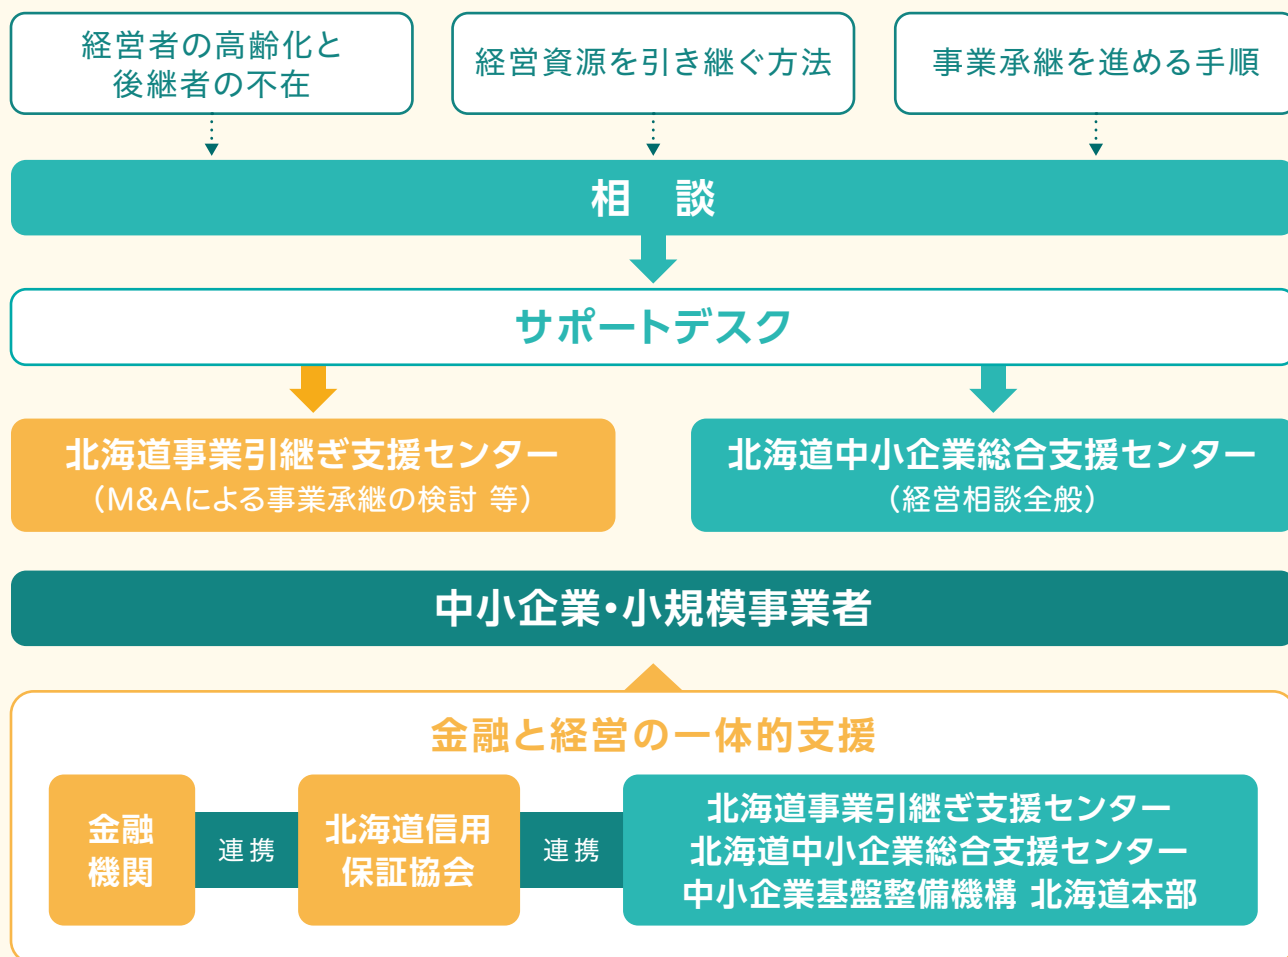 経営者の高齢化と
後継者の不在
経営資源を引き継ぐ方法
事業承継を進める手順
相　談
サポートデスク
北海道事業引継ぎ支援センター
（M&Aによる事業承継の検討 等）
北海道中小企業総合支援センター
（経営相談全般）
中小企業・小規模事業者
金融と経営の一体的支援
金融
機関
連携
北海道信用
保証協会
連携
北海道事業引継ぎ支援センター
北海道中小企業総合支援センター
中小企業基盤整備機構 北海道本部